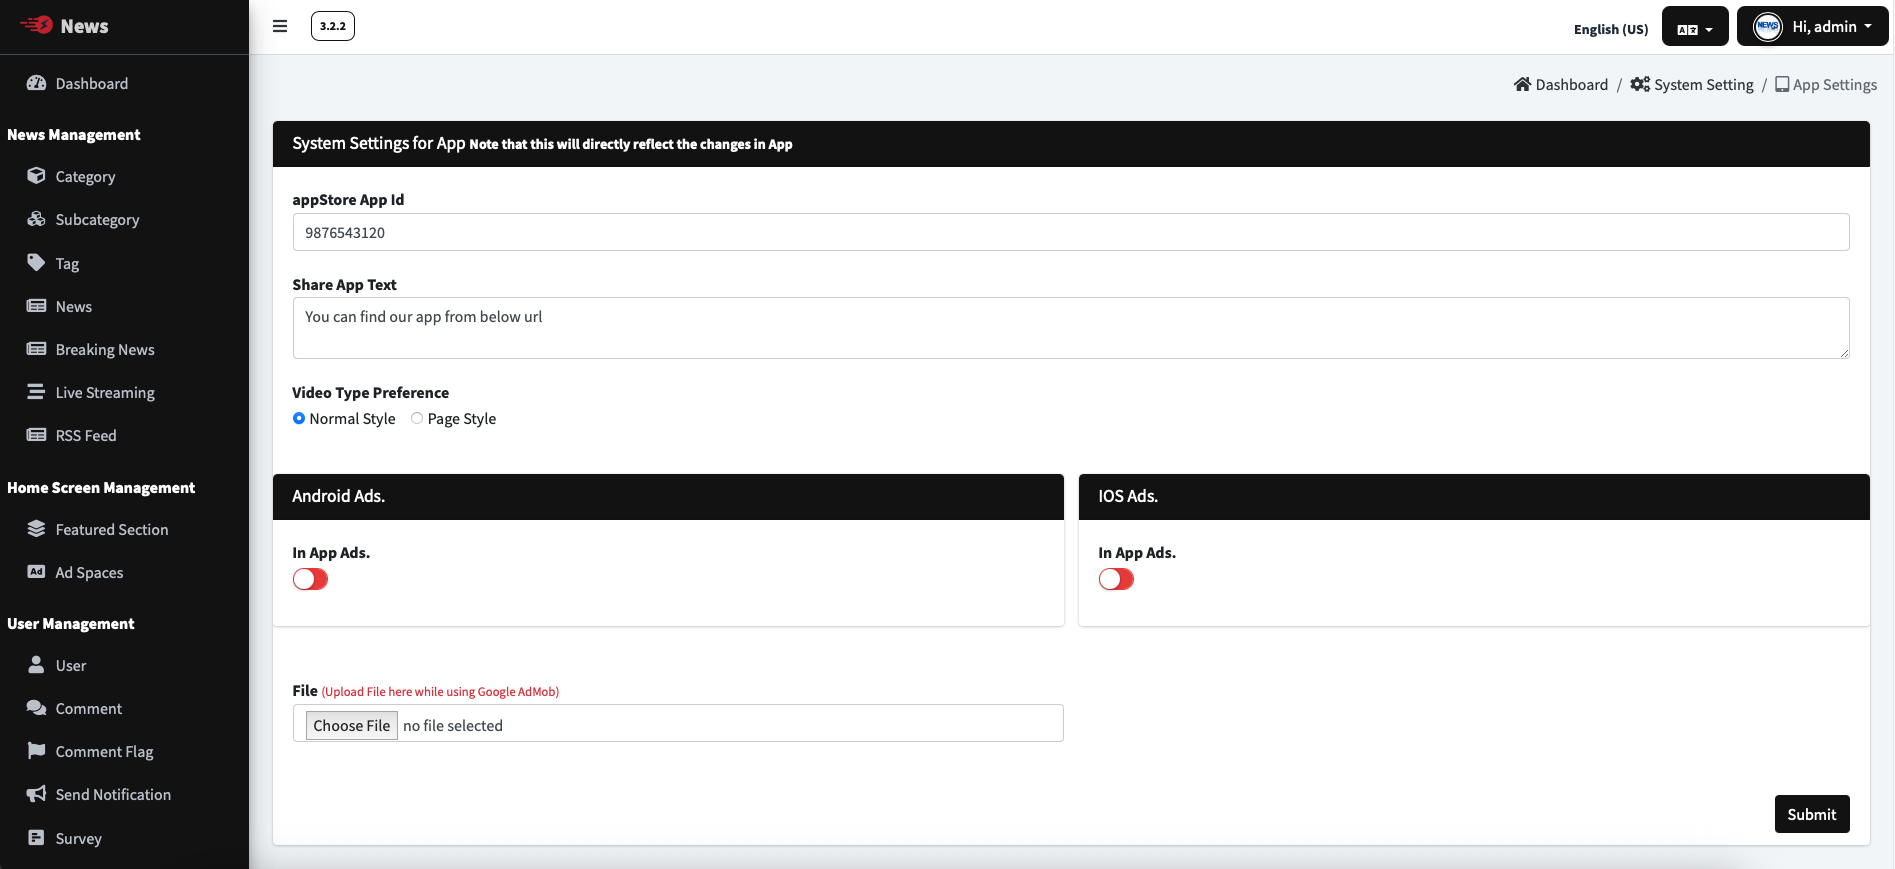 News
3.2.2
English (US)
Hi, admin
Dashboard
News Management
Category
Subcategory
Tag
News
Breaking News
Live Streaming
RSS Feed
Home Screen Management
Featured Section
Ad Spaces
User Management
User
Comment
Comment Flag
Send Notification
Survey
Dashboard / System Setting / App Settings
System Settings for App Note that this will directly reflect the changes in App
appStore App Id
9876543120
Share App Text
You can find our app from below url
Video Type Preference
Normal Style Page Style
Android Ads.
In App Ads.
IOS Ads.
In App Ads.
File (Upload File here while using Google AdMob)
Choose File no file selected
Submit